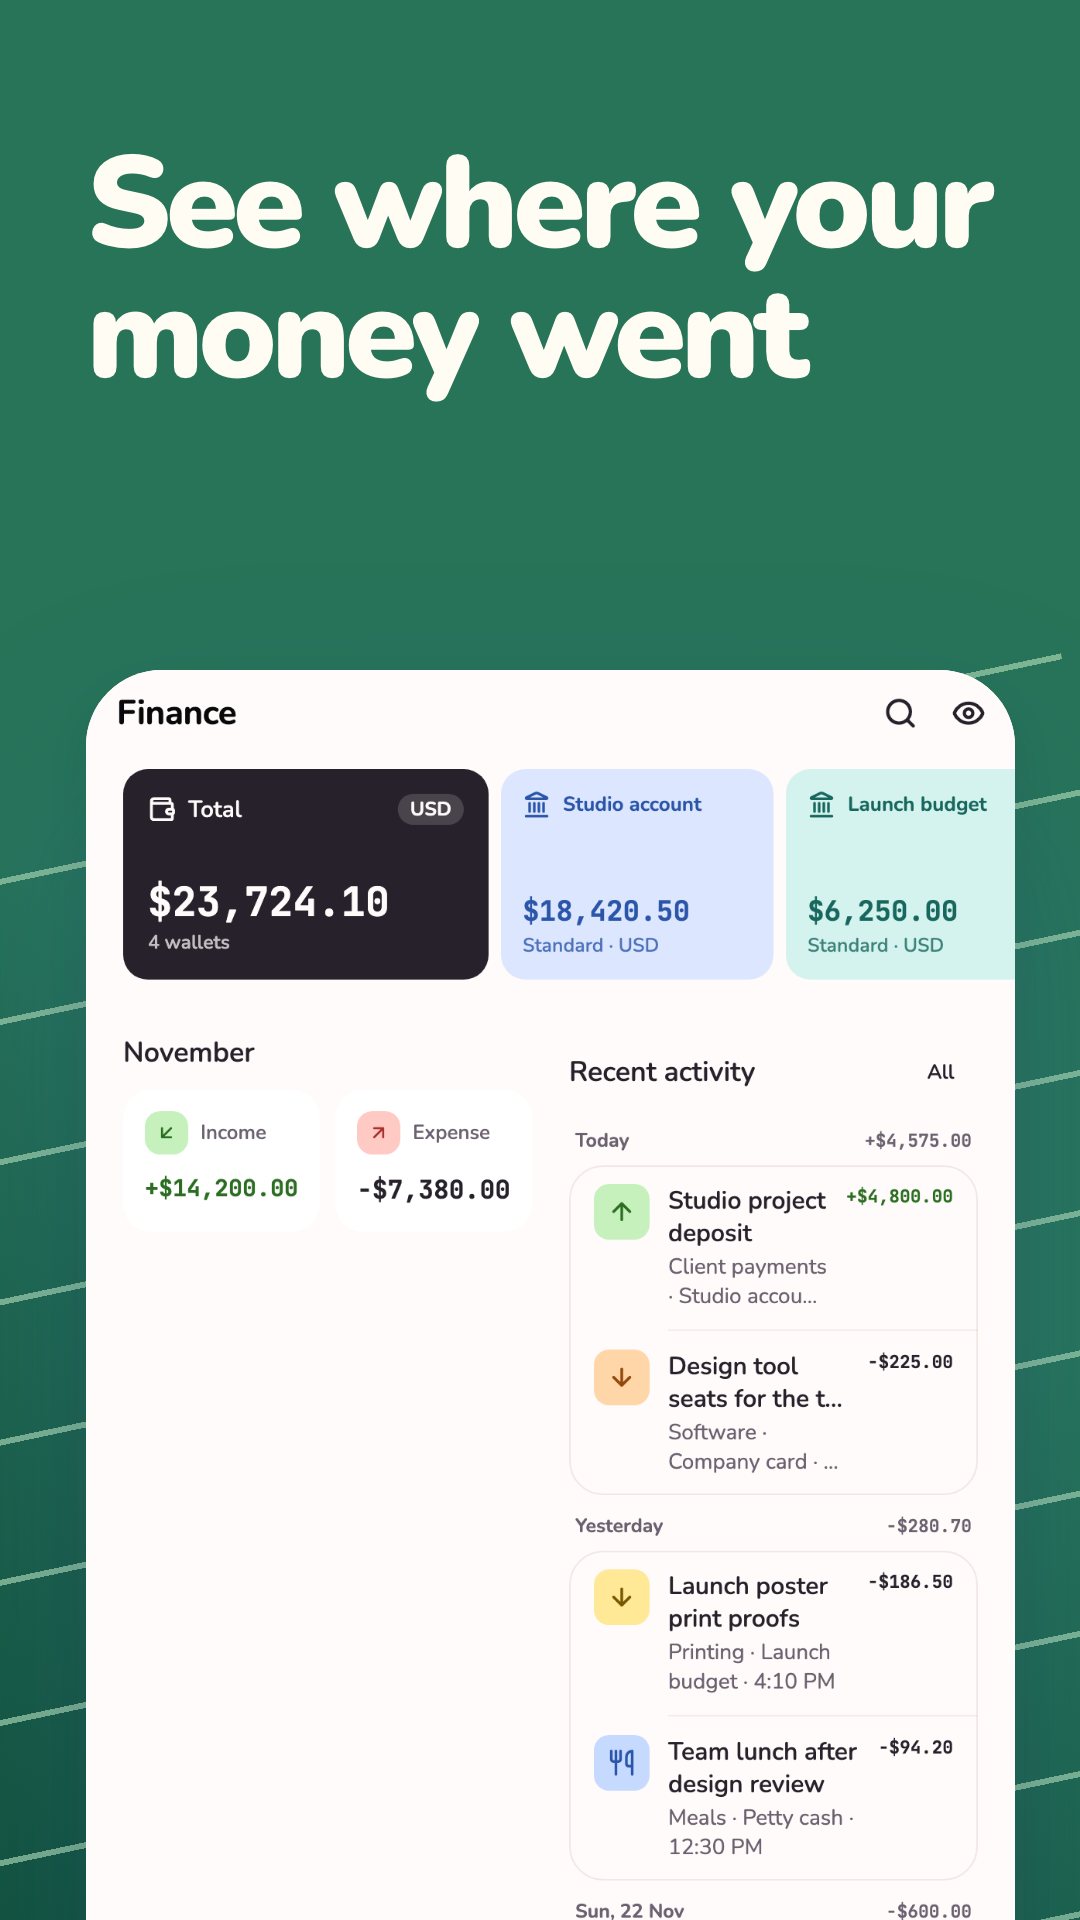 See where your
money went
Finance
Total
USD
$23,724.10
4 wallets
Studio account
$18,420.50
Standard · USD
Launch budget
$6,250.00
Standard · USD
November
Income
+$14,200.00
Expense
-$7,380.00
Recent activity
All
Today
+$4,575.00
Studio project
deposit
+$4,800.00
Client payments
· Studio accou...
Design tool
seats for the t...
-$225.00
Software ·
Company card · ...
Yesterday
-$280.70
Launch poster
print proofs
-$186.50
Printing · Launch
budget · 4:10 PM
Team lunch after
design review
-$94.20
Meals · Petty cash ·
12:30 PM
Sun, 22 Nov
-$600.00